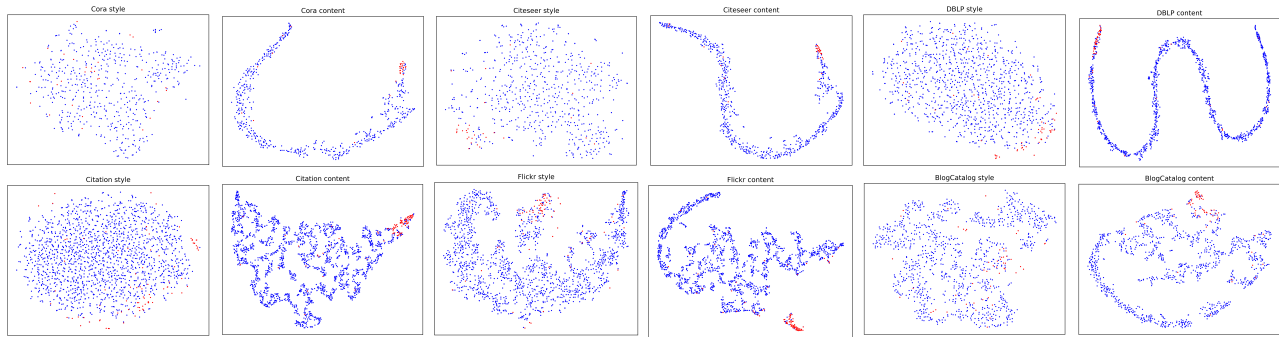 Cora style
Cora content
Citeseer style
Citeseer content
DBLP style
DBLP content
Citation style
Citation content
Flickr style
Flickr content
BlogCatalog style
BlogCatalog content